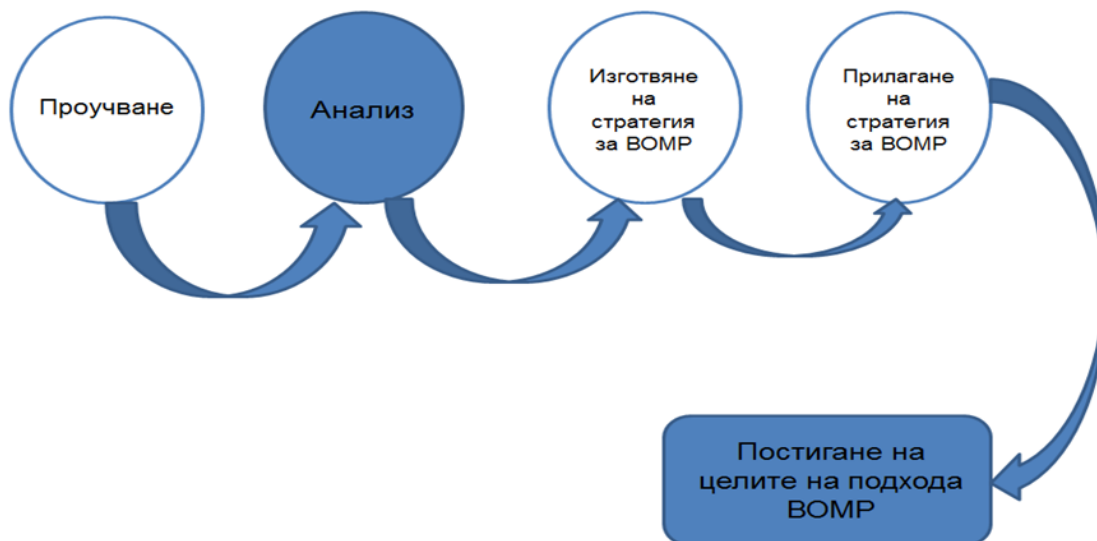 Проучване
Анализ
Изготвяне
на
стратегия
за ВОМР
Прилагане
на
стратегия
за ВОМР
Постигане на
целите на подхода
ВОМР